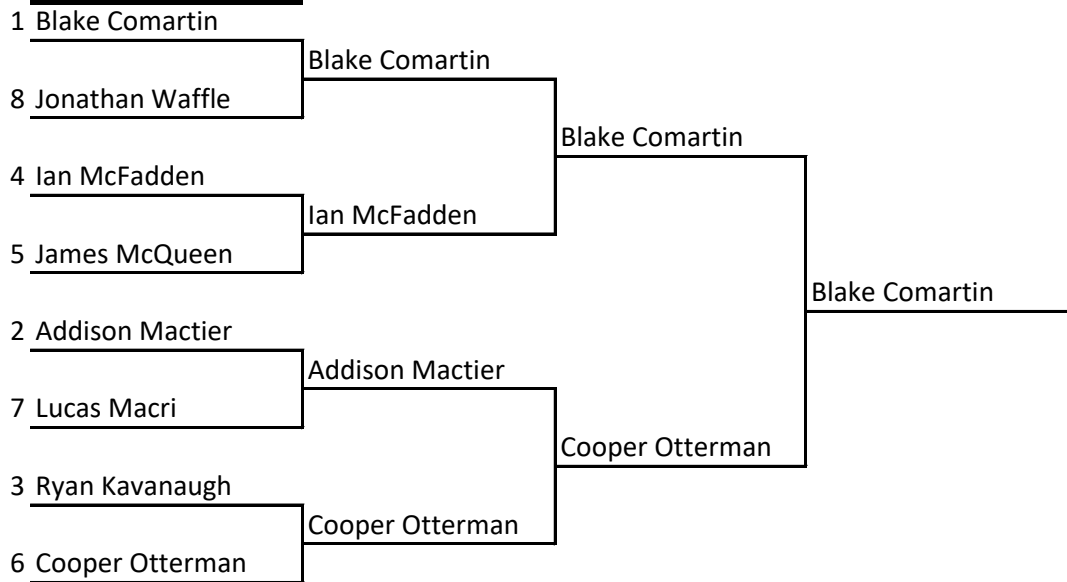 1 Blake Comartin
Blake Comartin
8 Jonathan Waffle
Blake Comartin
4 Ian McFadden
Ian McFadden
5 James McQueen
Blake Comartin
2 Addison Mactier
Addison Mactier
7 Lucas Macri
Cooper Otterman
3 Ryan Kavanaugh
Cooper Otterman
6 Cooper Otterman